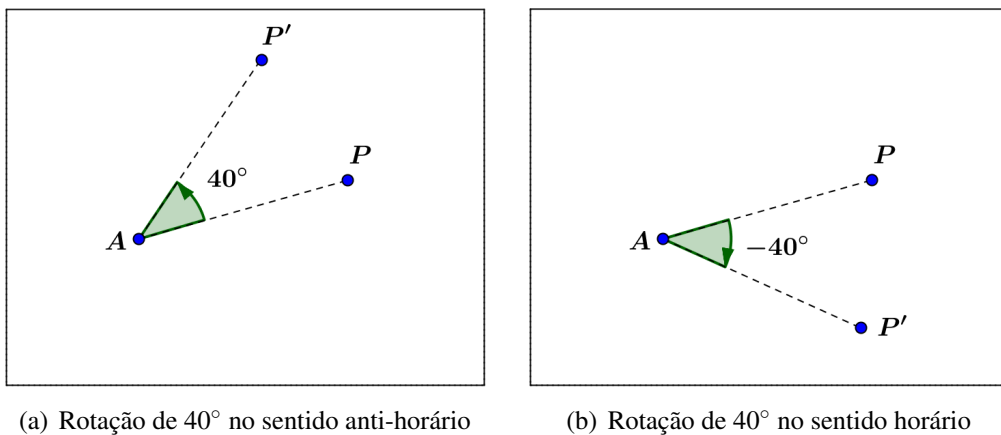 P′
P
40°
A
P
A
−40°
P′
(a) Rotação de 40° no sentido anti-horário
(b) Rotação de 40° no sentido horário